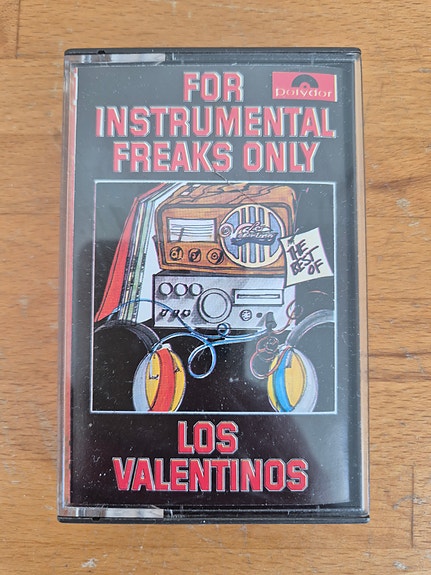 FOR
INSTRUMENTAL
FREAKS ONLY
polydor
THE
BEST
OF
LOS
VALENTINOS